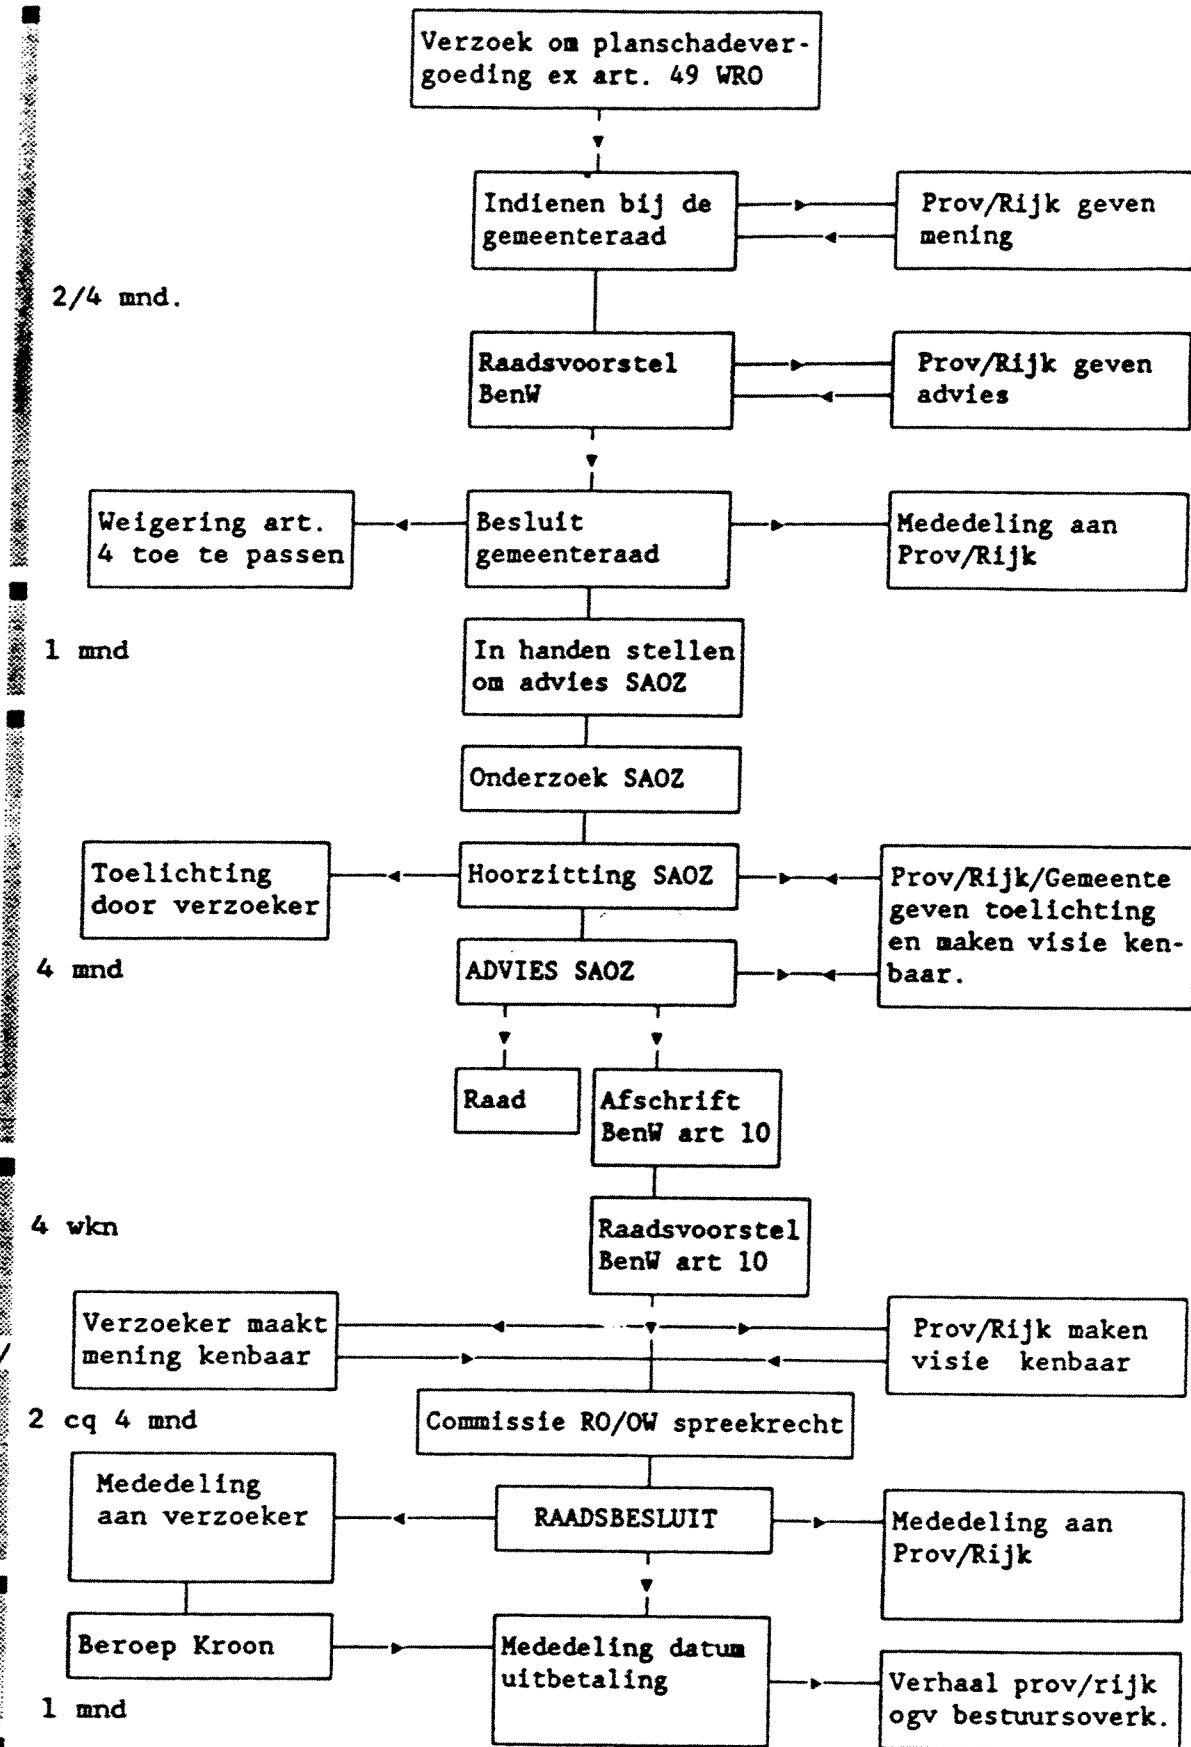 Verzoek om planschadever-
goeding ex art. 49 WRO
Indienen bij de
gemeenteraad
Prov/Rijk geven
mening
2/4 mnd.
Raadsvoorstel
BenW
Prov/Rijk geven
advies
Weigering art.
4 toe te passen
Besluit
gemeenteraad
Mededeling aan
Prov/Rijk
1 mnd
In handen stellen
om advies SAOZ
Onderzoek SAOZ
Toelichting
door verzoeker
Hoorzitting SAOZ
Prov/Rijk/Gemeente
geven toelichting
en maken visie ken-
baar.
4 mnd
ADVIES SAOZ
Raad
Afschrift
BenW art 10
4 wkn
Raadsvoorstel
BenW art 10
Verzoeker maakt
mening kenbaar
Prov/Rijk maken
visie kenbaar
2 cq 4 mnd
Commissie RO/OW spreekrecht
Mededeling
aan verzoeker
RAADSBESLUIT
Mededeling aan
Prov/Rijk
Beroep Kroon
Mededeling datum
uitbetaling
Verhaal prov/rijk
ogv bestuursoverk.
1 mnd